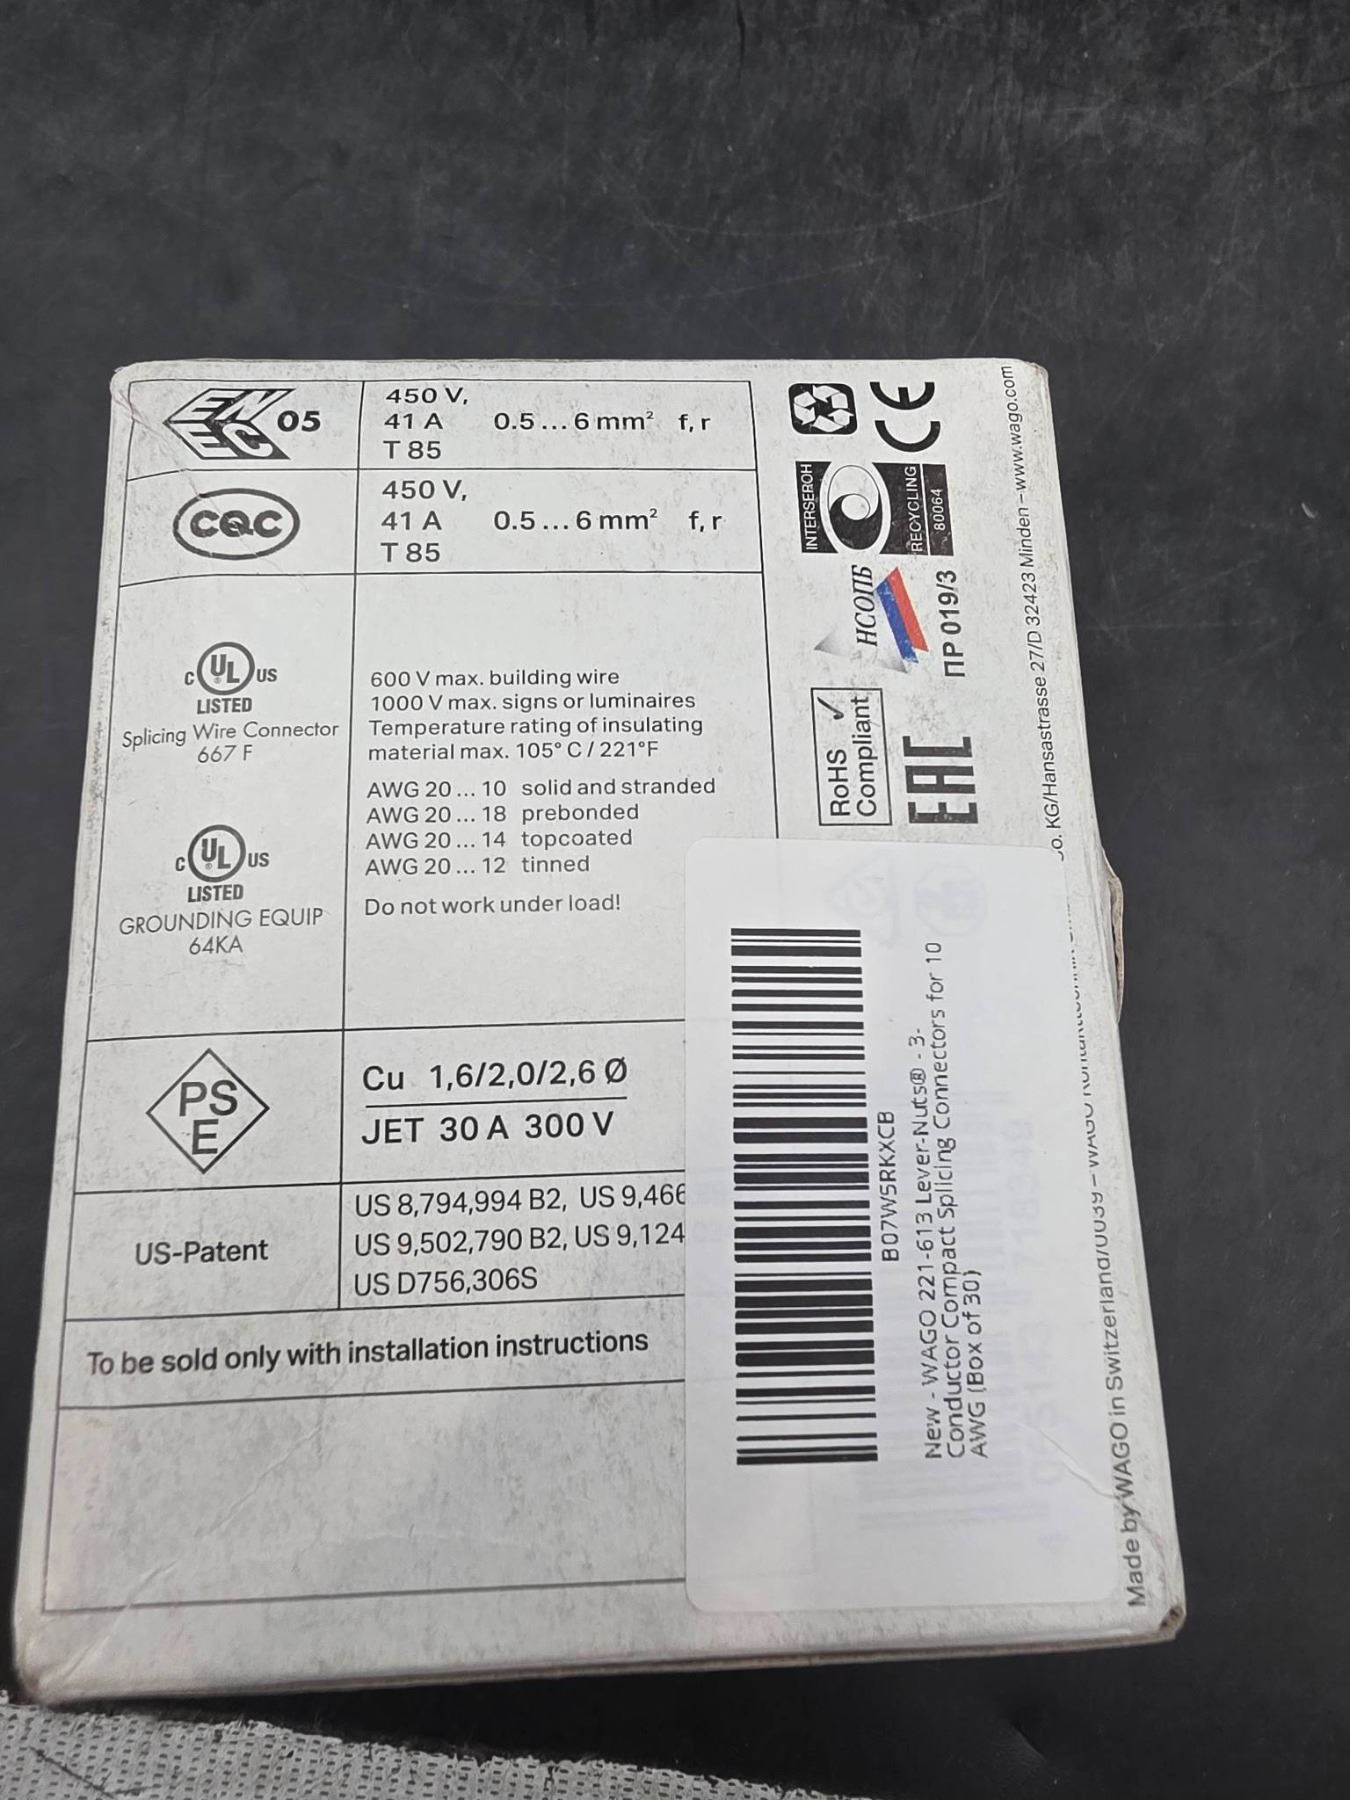 ENEC 05
450 V,
41 A 0.5...6 mm² f, r
T 85
CQC
450 V,
41 A 0.5...6 mm² f, r
T 85
c UL US
LISTED
Splicing Wire Connector
667 F
c UL US
LISTED
GROUNDING EQUIP
64KA
600 V max. building wire
1000 V max. signs or luminaires
Temperature rating of insulating
material max. 105° C / 221°F
AWG 20 ... 10 solid and stranded
AWG 20 ... 18 prebonded
AWG 20 ... 14 topcoated
AWG 20 ... 12 tinned
Do not work under load!
PS
E
Cu 1,6/2,0/2,6 Ø
JET 30 A 300 V
US-Patent
US 8,794,994 B2, US 9,466
US 9,502,790 B2, US 9,124
US D756,306S
To be sold only with installation instructions
CE
INTERSEROH
RECYCLING
80064
НСОПБ
ПР 019/3
RoHS ✓
Compliant
EAC
B07W5RKXCB
New - WAGO 221-613 Lever-Nuts® - 3-
Conductor Compact Splicing Connectors for 10
AWG (Box of 30)
Made by WAGO in Switzerland/0039 – WAGO Kontakttechnik KG/Hansastrasse 27/D 32423 Minden – www.wago.com